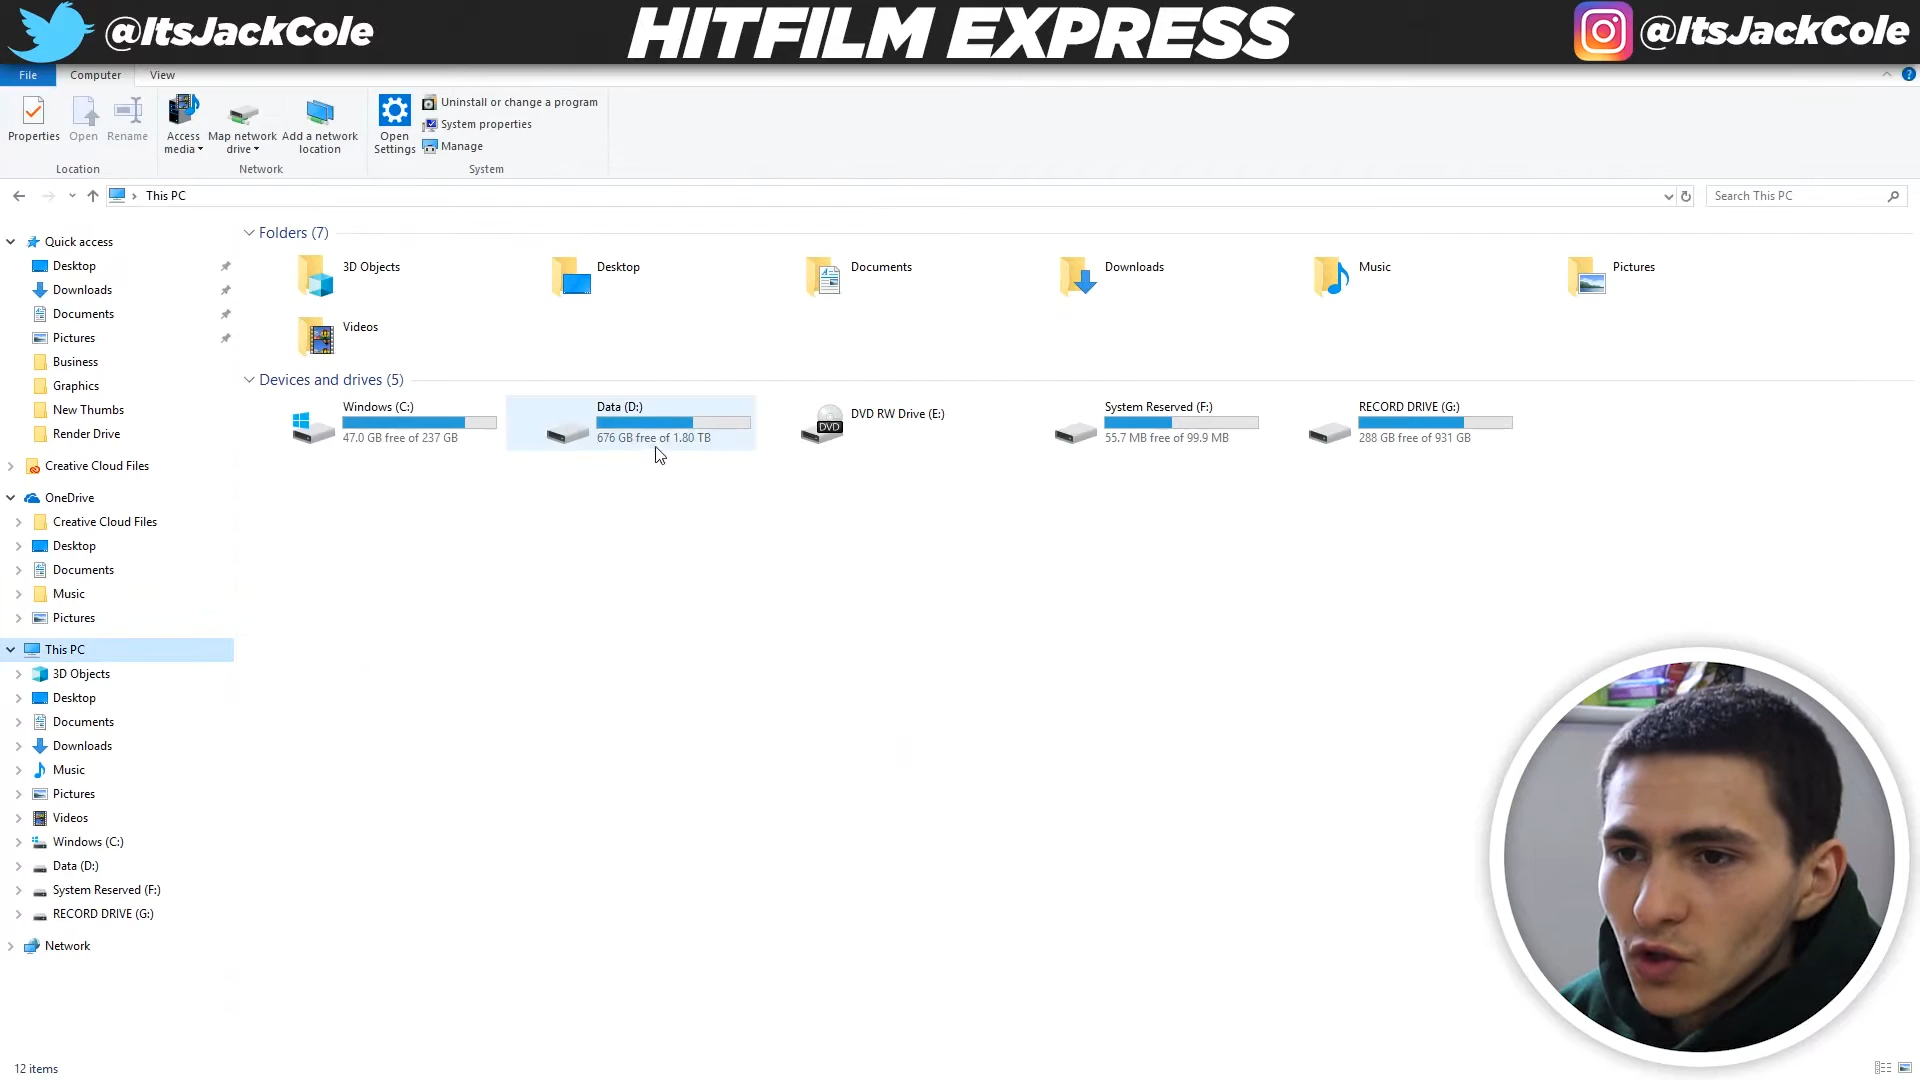 @ItsJackCole
HITFILM EXPRESS
@ItsJackCole
File
Computer
View
Properties
Open
Rename
Access media
Map network drive
Add a network location
Open Settings
Uninstall or change a program
System properties
Manage
Location
Network
System
This PC
Search This PC
Quick access
Desktop
Downloads
Documents
Pictures
Business
Graphics
New Thumbs
Render Drive
Creative Cloud Files
OneDrive
Creative Cloud Files
Desktop
Documents
Music
Pictures
This PC
3D Objects
Desktop
Documents
Downloads
Music
Pictures
Videos
Windows (C:)
Data (D:)
System Reserved (F:)
RECORD DRIVE (G:)
Network
Folders (7)
3D Objects
Desktop
Documents
Downloads
Music
Pictures
Videos
Devices and drives (5)
Windows (C:)
47.0 GB free of 237 GB
Data (D:)
676 GB free of 1.80 TB
DVD
DVD RW Drive (E:)
System Reserved (F:)
55.7 MB free of 99.9 MB
RECORD DRIVE (G:)
288 GB free of 931 GB
12 items